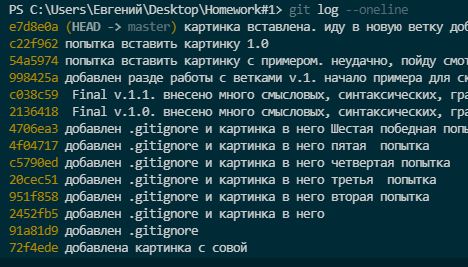 PS C:\Users\Евгений\Desktop\Homework#1> git log --oneline
e7d8e0a (HEAD -> master) картинка вставлена. иду в новую ветку доб
c22f962 попытка вставить картинку 1.0
54a5974 попытка вставить картинку с примером. неудачно, пойду смот
998425a добавлен разде работы с ветками v.1. начало примера для ск
c038c59  Final v.1.1. внесено много смысловых, синтаксических, гра
2136418  Final v.1.0. внесено много смысловых, синтаксических, гра
4706ea3 добавлен .gitignore и картинка в него Шестая победная поп
4f04717 добавлен .gitignore и картинка в него пятая  попытка
c5790ed добавлен .gitignore и картинка в него четвертая попытка
20cec51 добавлен .gitignore и картинка в него третья  попытка
951f858 добавлен .gitignore и картинка в него вторая попытка
2452fb5 добавлен .gitignore и картинка в него
91a81d9 добавлен .gitignore
72f4ede добавлена картинка с совой